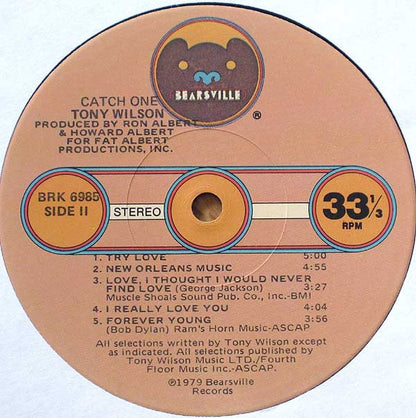 BEARSVILLE
®
CATCH ONE
TONY WILSON
PRODUCED BY RON ALBERT
& HOWARD ALBERT
FOR FAT ALBERT
PRODUCTIONS, INC.
BRK 6985
SIDE II
STEREO
33 1/3
RPM
1. TRY LOVE 5:00
2. NEW ORLEANS MUSIC 4:55
3. LOVE, I THOUGHT I WOULD NEVER
FIND LOVE (George Jackson) 3:27
Muscle Shoals Sound Pub. Co., Inc-BMI
4. I REALLY LOVE YOU 4:04
5. FOREVER YOUNG 3:56
(Bob Dylan) Ram's Horn Music-ASCAP
All selections written by Tony Wilson except
as indicated. All selections published by
Tony Wilson Music LTD./Fourth
Floor Music Inc.-ASCAP.
℗1979 Bearsville
Records